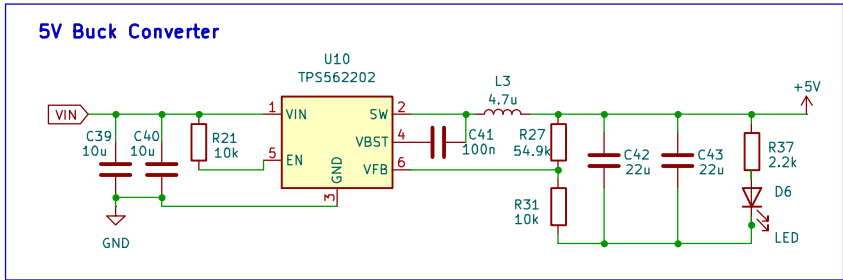 5V Buck Converter
U10
TPS562202
L3
4.7u
+5V
VIN
1
VIN
SW
2
C39
10u
C40
10u
R21
10k
5
EN
VBST
4
C41
100n
R27
54.9k
GND
3
VFB
6
C42
22u
C43
22u
R37
2.2k
R31
10k
D6
LED
GND